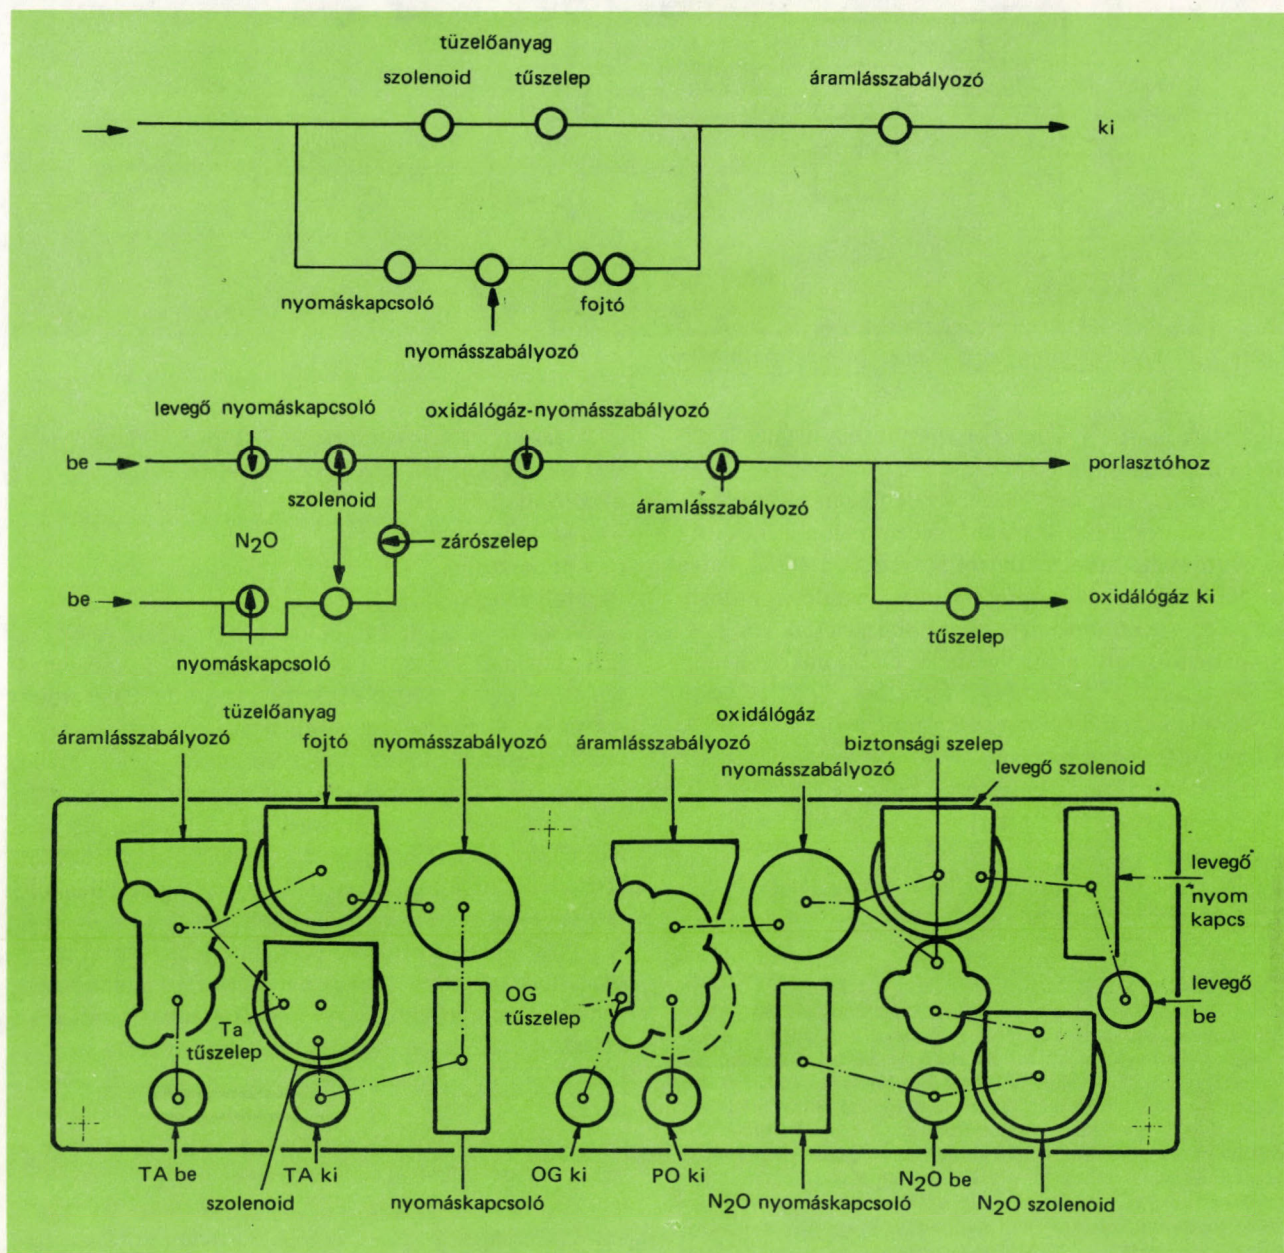 tüzelőanyag
szolenoid tűszelep áramlásszabályozó
ki
nyomáskapcsoló fojtó
nyomásszabályozó
levegő nyomáskapcsoló oxidálógáz-nyomásszabályozó
be porlasztóhoz
szolenoid áramlásszabályozó
N₂O zárószelep
be oxidálógáz ki
tűszelep
nyomáskapcsoló
tüzelőanyag oxidálógáz
áramlásszabályozó fojtó nyomásszabályozó áramlásszabályozó biztonsági szelep
nyomásszabályozó levegő szolenoid
levegő
nyom
kapcs
OG
tűszelep
levegő
be
Ta
tűszelep
TA be TA ki OG ki PO ki N₂O be
szolenoid nyomáskapcsoló N₂O nyomáskapcsoló N₂O szolenoid